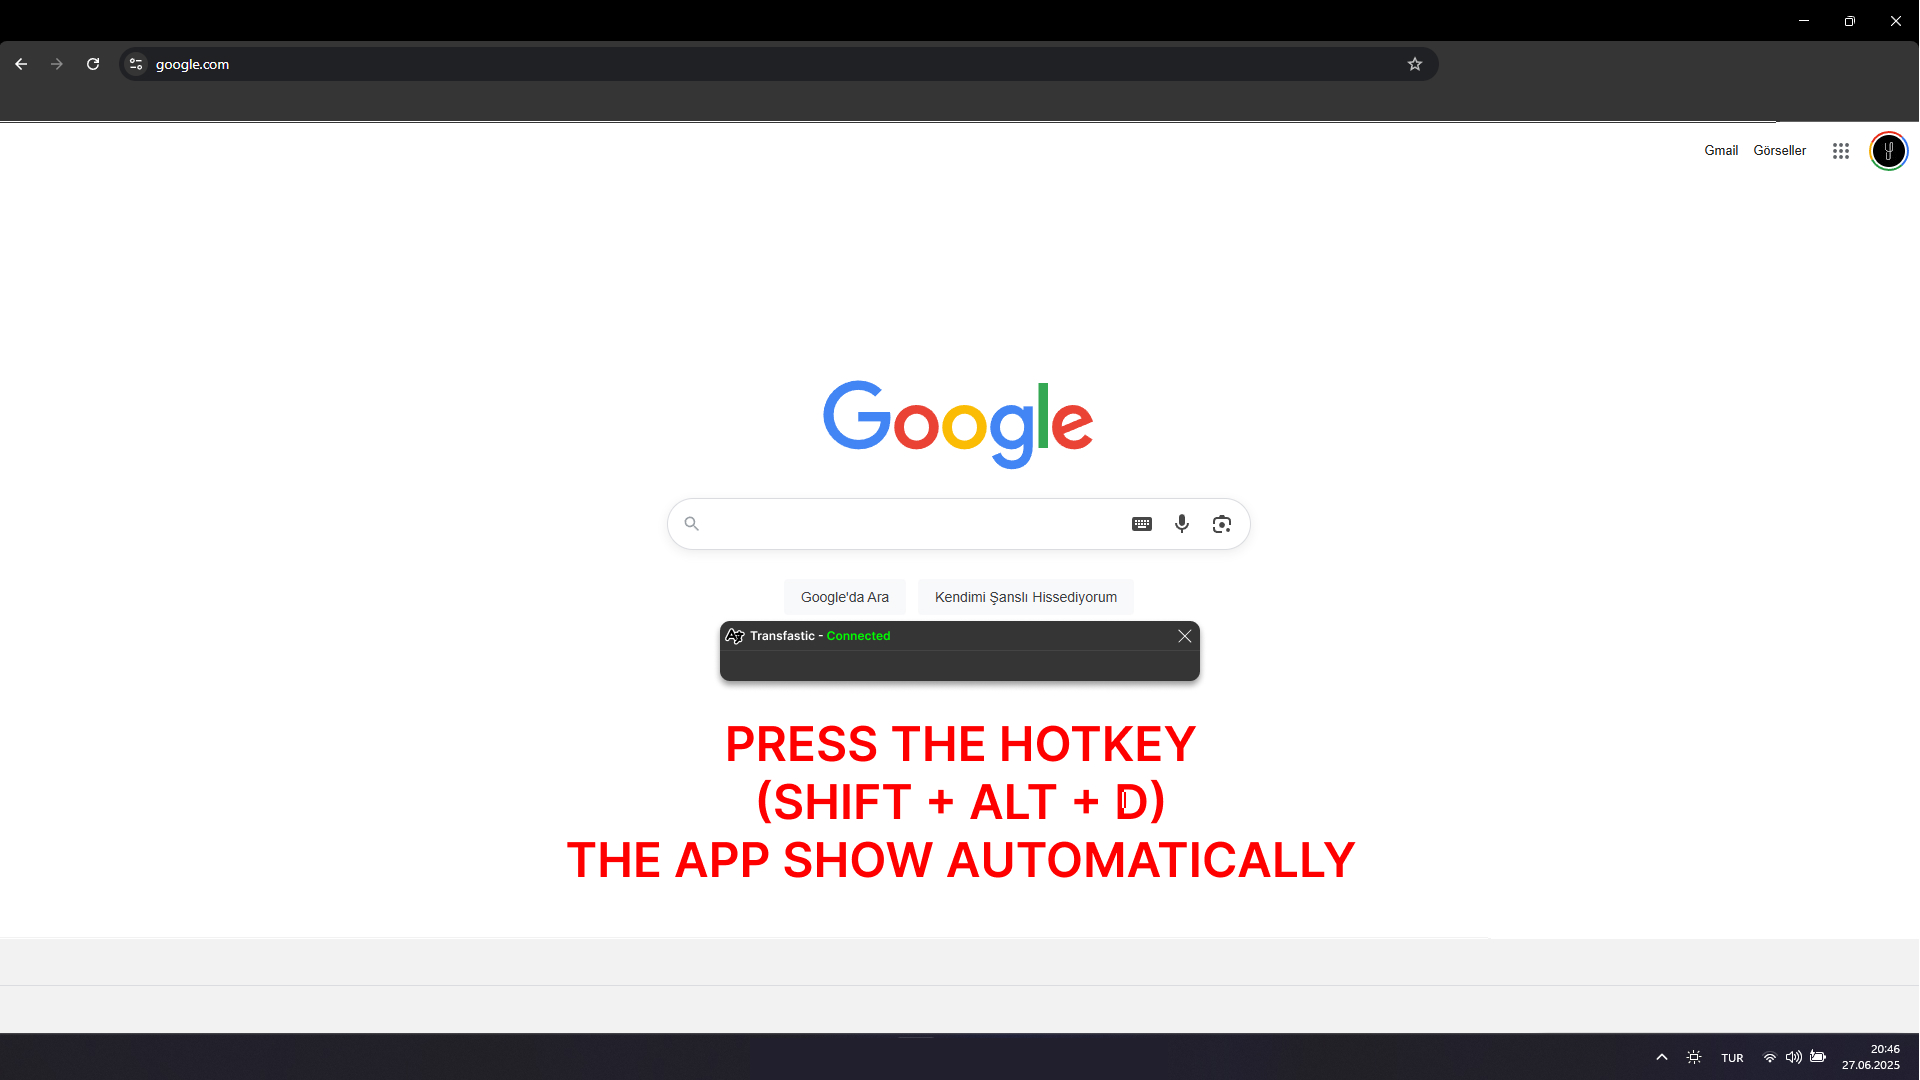 google.com
Gmail Görseller
Google
Google'da Ara Kendimi Şanslı Hissediyorum
Transfastic - Connected
PRESS THE HOTKEY
(SHIFT + ALT + D)
THE APP SHOW AUTOMATICALLY
TUR
20:46
27.06.2025